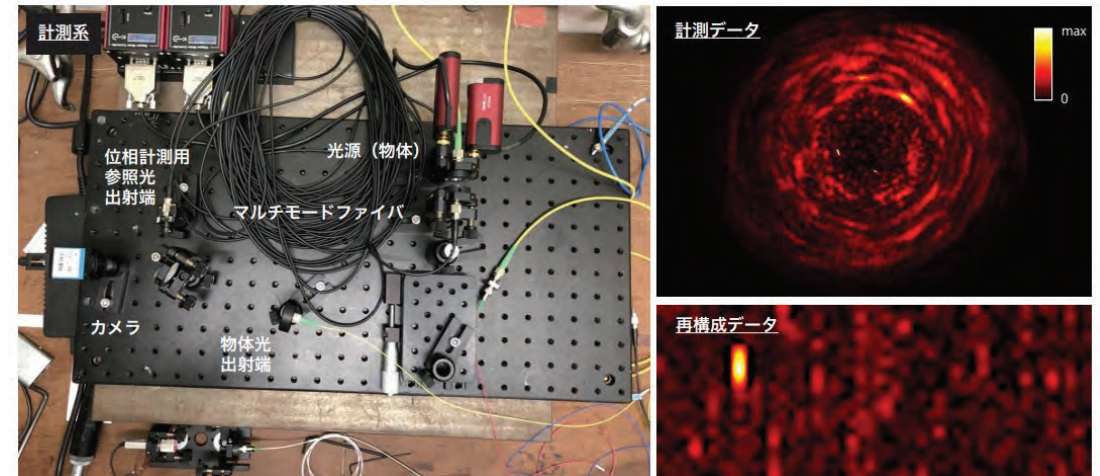 計測系
位相計測用
参照光
出射端
光源（物体）
マルチモードファイバ
カメラ
物体光
出射端
計測データ
max
0
再構成データ